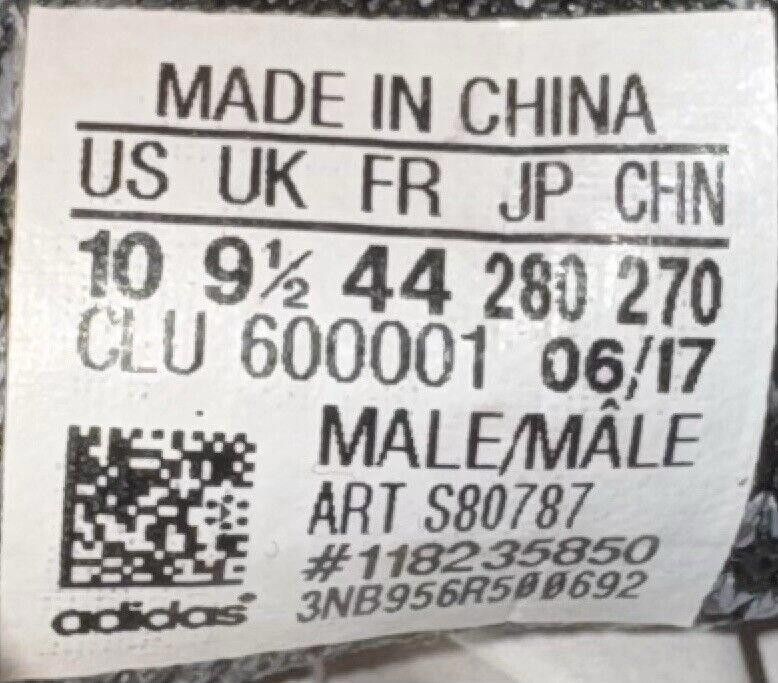 MADE IN CHINA
US UK FR JP CHN
10 9½ 44 280 270
CLU 600001 06/17
MALE/MÂLE
ART S80787
#118235850
3NB956R500692
adidas